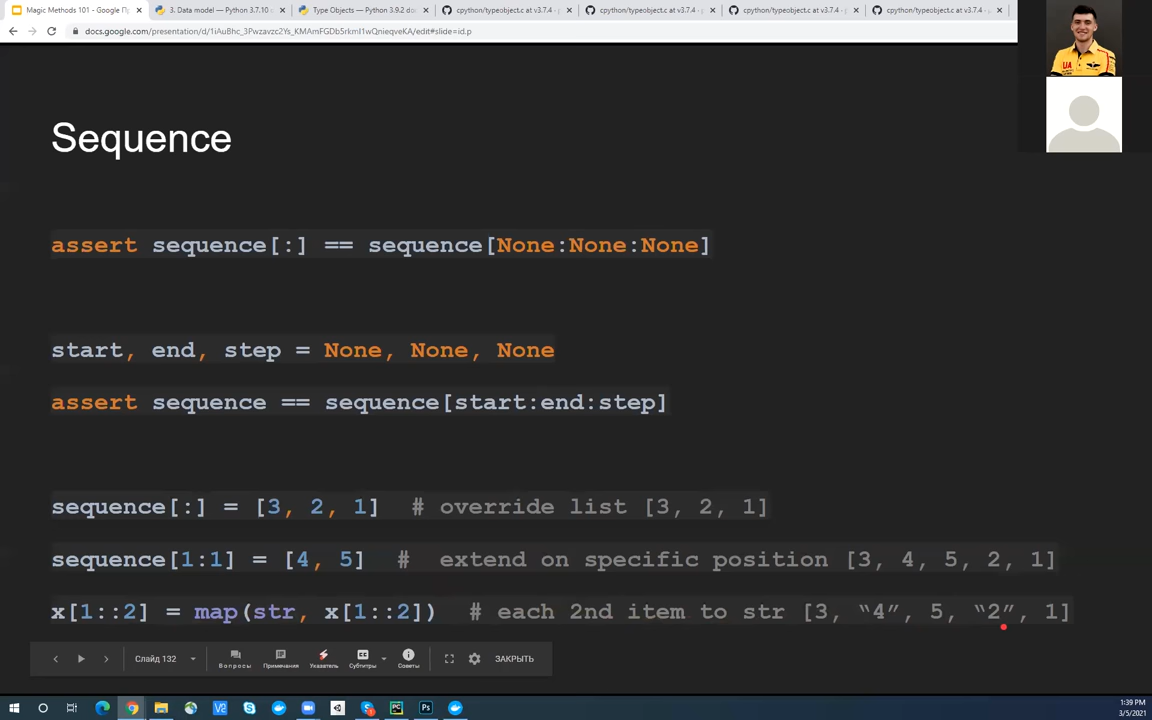 Magic Methods 101 - Google П
3. Data model — Python 3.7.10
Type Objects — Python 3.9.2 do
cpython/typeobject.c at v3.7.4
cpython/typeobject.c at v3.7.4
cpython/typeobject.c at v3.7.4
cpython/typeobject.c at v3.7.4
UA
Sequence
assert sequence[:] == sequence[None:None:None]
start, end, step = None, None, None
assert sequence == sequence[start:end:step]
sequence[:] = [3, 2, 1]  # override list [3, 2, 1]
sequence[1:1] = [4, 5]  #  extend on specific position [3, 4, 5, 2, 1]
x[1::2] = map(str, x[1::2])  # each 2nd item to str [3, “4”, 5, “2”, 1]
Слайд 132
Вопросы
Примечания
Указатель
Субтитры
Советы
ЗАКРЫТЬ
1:39 PM
3/5/2021